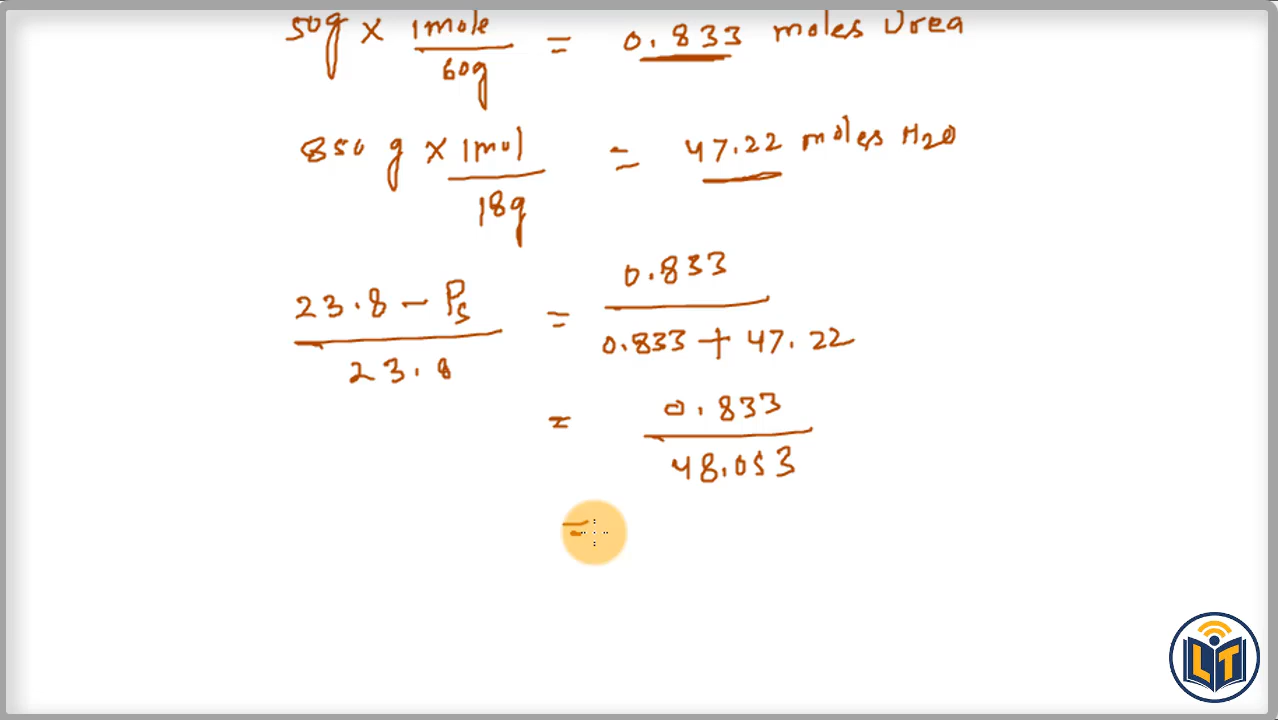 50g × 1mole / 60g = 0.833 moles Urea
850 g × 1mol / 18g = 47.22 moles H2O
23.8 - Ps / 23.8 = 0.833 / 0.833 + 47.22
= 0.833 / 48.053
=
LT